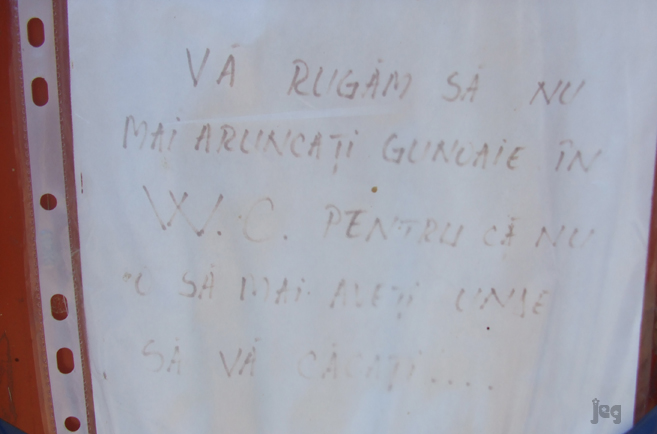 VĂ RUGĂM SĂ NU
MAI ARUNCAȚI GUNOAIE ÎN
W.C. PENTRU CĂ NU
O SĂ MAI AVEȚI UNDE
SĂ VĂ CĂCAȚI....
jeg